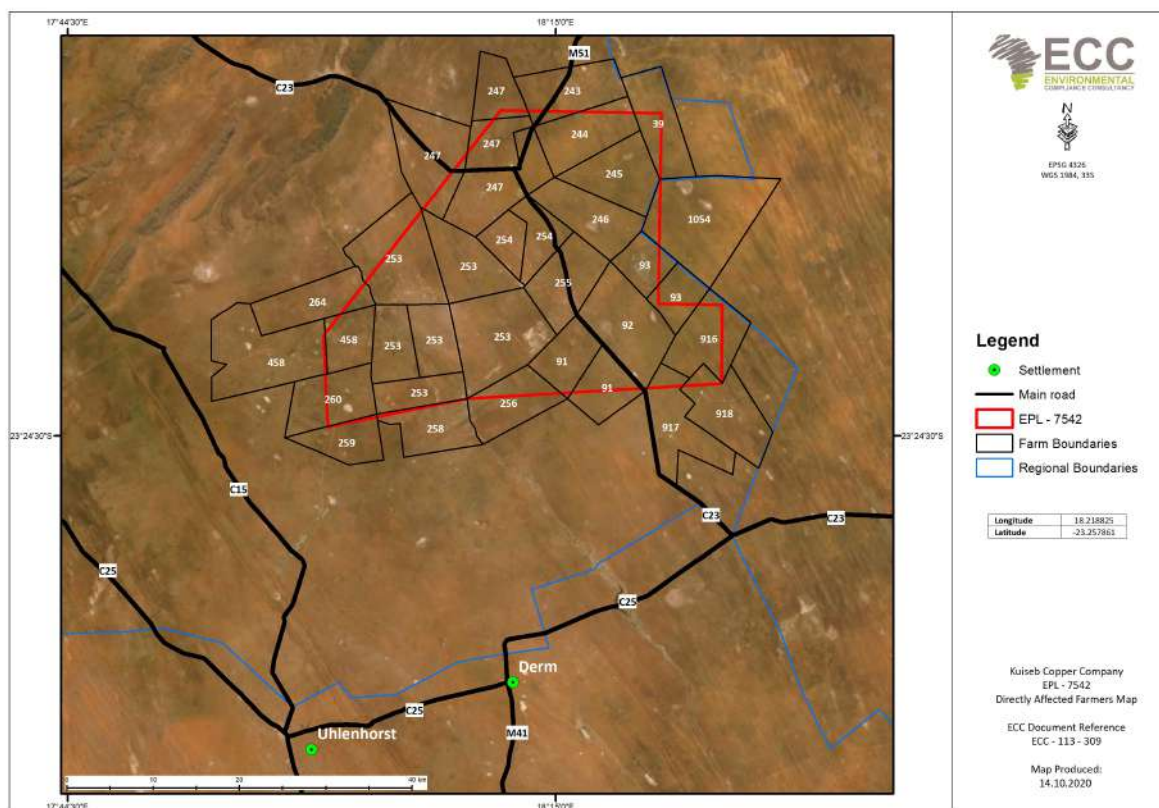 17°44'30"E
18°15'0"E
M51
C23
247
243
39
244
247
247
245
247
246
1054
254
254
253
253
93
255
93
264
92
916
458
253
253
253
458
91
91
253
260
256
918
258
917
259
23°24'30"S
23°24'30"S
C15
C23
C23
C25
C25
Derm
C25
M41
Uhlenhorst
0 10 20 40 km
17°44'30"E
18°15'0"E
ECC
ENVIRONMENTAL
COMPLIANCE CONSULTANCY
N
EPSG 4326
WGS 1984, 33S
Legend
Settlement
Main road
EPL - 7542
Farm Boundaries
Regional Boundaries
Longitude 18.218825
Latitude -23.257861
Kuiseb Copper Company
EPL - 7542
Directly Affected Farmers Map
ECC Document Reference
ECC - 113 - 309
Map Produced:
14.10.2020